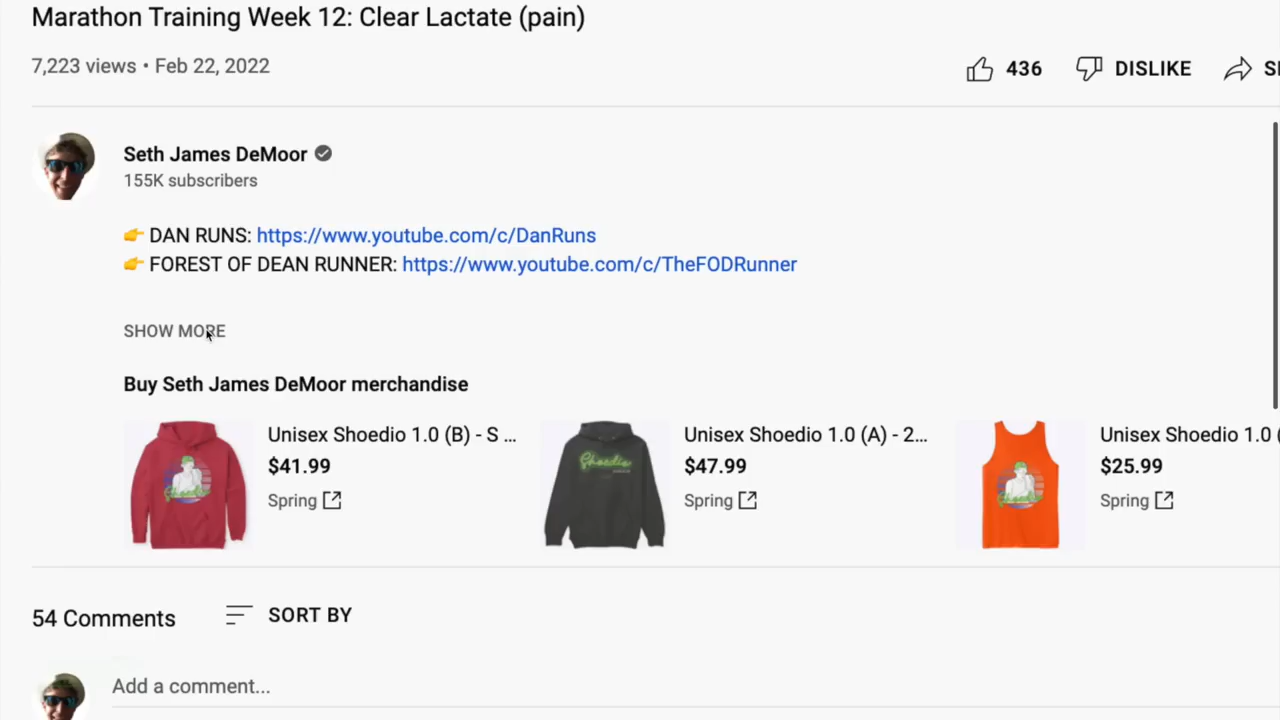 Marathon Training Week 12: Clear Lactate (pain)
7,223 views • Feb 22, 2022
436 DISLIKE
Seth James DeMoor
155K subscribers
👉 DAN RUNS: https://www.youtube.com/c/DanRuns
👉 FOREST OF DEAN RUNNER: https://www.youtube.com/c/TheFODRunner
SHOW MORE
Buy Seth James DeMoor merchandise
Unisex Shoedio 1.0 (B) - S ... Unisex Shoedio 1.0 (A) - 2... Unisex Shoedio 1.0 (
$41.99 $47.99 $25.99
Spring Spring Spring
Shoedio
54 Comments SORT BY
Add a comment...